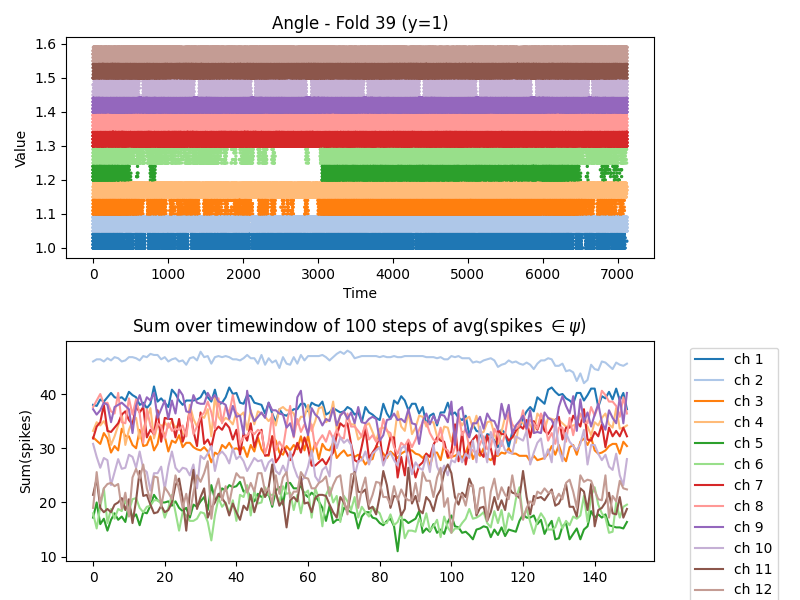 Angle - Fold 39 (y=1)
1.6
1.5
1.4
1.3
1.2
1.1
1.0
Value
0 1000 2000 3000 4000 5000 6000 7000
Time
Sum over timewindow of 100 steps of avg(spikes ∈ ψ)
40
30
20
10
Sum(spikes)
0 20 40 60 80 100 120 140
ch 1
ch 2
ch 3
ch 4
ch 5
ch 6
ch 7
ch 8
ch 9
ch 10
ch 11
ch 12